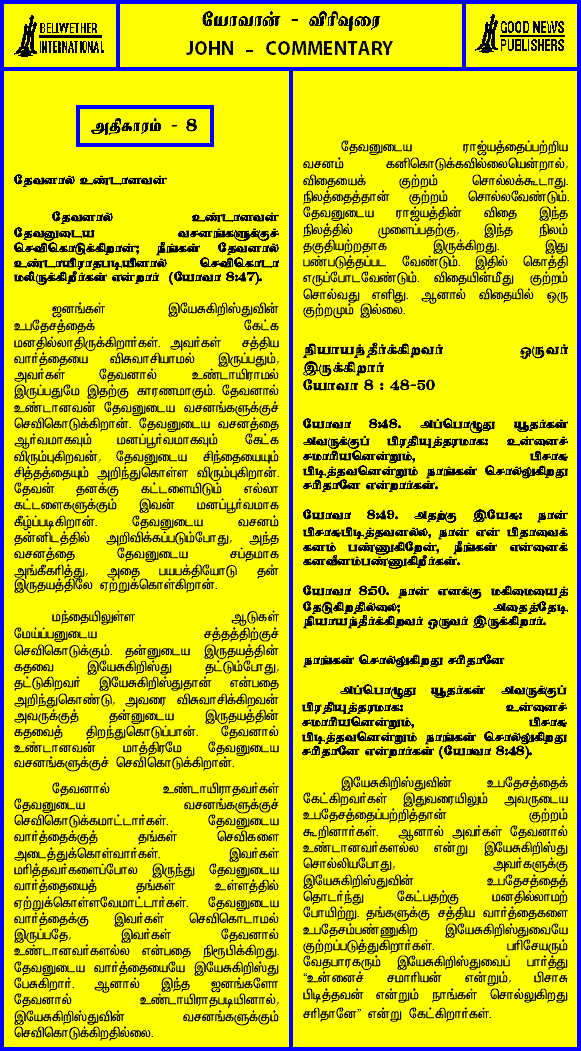 BELLWETHER
INTERNATIONAL
யோவான் - விரிவுரை
JOHN - COMMENTARY
GOOD NEWS
PUBLISHERS
அதிகாரம் - 8
தேவனால் உண்டானவன்
தேவனால் உண்டானவன்
தேவனுடைய வசனங்களுக்குச்
செவிகொடுக்கிறான்; நீங்கள் தேவனால்
உண்டாயிராதபடியினால் செவிகொடா
மலிருக்கிறீர்கள் என்றார் (யோவா 8:47).
ஜனங்கள் இயேசுகிறிஸ்துவின்
உபதேசத்தைக் கேட்க
மனதில்லாதிருக்கிறார்கள். அவர்கள் சத்திய
வார்த்தையை விசுவாசியாமல் இருப்பதும்,
அவர்கள் தேவனால் உண்டாயிராமல்
இருப்பதுமே இதற்கு காரணமாகும். தேவனால்
உண்டானவன் தேவனுடைய வசனங்களுக்குச்
செவிகொடுக்கிறான். தேவனுடைய வசனத்தை
ஆர்வமாகவும் மனப்பூர்வமாகவும் கேட்க
விரும்புகிறவன், தேவனுடைய சிந்தையையும்
சித்தத்தையும் அறிந்துகொள்ள விரும்புகிறான்.
தேவன் தனக்கு கட்டளையிடும் எல்லா
கட்டளைகளுக்கும் இவன் மனப்பூர்வமாக
கீழ்ப்படிகிறான். தேவனுடைய வசனம்
தன்னிடத்தில் அறிவிக்கப்படும்போது, அந்த
வசனத்தை தேவனுடைய சப்தமாக
அங்கீகரித்து, அதை பயபக்தியோடு தன்
இருதயத்திலே ஏற்றுக்கொள்கிறான்.
மந்தையிலுள்ள ஆடுகள்
மேய்ப்பனுடைய சத்தத்திற்குச்
செவிகொடுக்கும். தன்னுடைய இருதயத்தின்
கதவை இயேசுகிறிஸ்து தட்டும்போது,
தட்டுகிறவர் இயேசுகிறிஸ்துதான் என்பதை
அறிந்துகொண்டு, அவரை விசுவாசிக்கிறவன்
அவருக்குத் தன்னுடைய இருதயத்தின்
கதவைத் திறந்துகொடுப்பான். தேவனால்
உண்டானவன் மாத்திரமே தேவனுடைய
வசனங்களுக்குச் செவிகொடுக்கிறான்.
தேவனால் உண்டாயிராதவர்கள்
தேவனுடைய வசனங்களுக்குச்
செவிகொடுக்கமாட்டார்கள். தேவனுடைய
வார்த்தைக்குத் தங்கள் செவிகளை
அடைத்துக்கொள்வார்கள். இவர்கள்
மரித்தவர்களைப்போல இருந்து தேவனுடைய
வார்த்தையைத் தங்கள் உள்ளத்தில்
ஏற்றுக்கொள்ளவேமாட்டார்கள். தேவனுடைய
வார்த்தைக்கு இவர்கள் செவிகொடாமல்
இருப்பதே, இவர்கள் தேவனால்
உண்டானவர்களல்ல என்பதை நிரூபிக்கிறது.
தேவனுடைய வார்த்தையையே இயேசுகிறிஸ்து
பேசுகிறார். ஆனால் இந்த ஜனங்களோ
தேவனால் உண்டாயிராதபடியினால்,
இயேசுகிறிஸ்துவின் வசனங்களுக்கும்
செவிகொடுக்கிறதில்லை.
தேவனுடைய ராஜ்யத்தைப்பற்றிய
வசனம் கனிகொடுக்கவில்லையென்றால்,
விதையைக் குற்றம் சொல்லக்கூடாது.
நிலத்தைத்தான் குற்றம் சொல்லவேண்டும்.
தேவனுடைய ராஜ்யத்தின் விதை இந்த
நிலத்தில் முளைப்பதற்கு, இந்த நிலம்
தகுதியற்றதாக இருக்கிறது. இது
பண்படுத்தப்பட வேண்டும். இதில் கொத்தி
எருப்போடவேண்டும். விதையின்மீது குற்றம்
சொல்வது எளிது. ஆனால் விதையில் ஒரு
குற்றமும் இல்லை.
நியாயந்தீர்க்கிறவர் ஒருவர்
இருக்கிறார்
யோவா 8 : 48-50
யோவா 8:48. அப்பொழுது யூதர்கள்
அவருக்குப் பிரதியுத்தரமாக: உன்னைச்
சமாரியனென்றும், பிசாசு
பிடித்தவனென்றும் நாங்கள் சொல்லுகிறது
சரிதானே என்றார்கள்.
யோவா 8:49. அதற்கு இயேசு: நான்
பிசாசுபிடித்தவனல்ல, நான் என் பிதாவைக்
கனம் பண்ணுகிறேன், நீங்கள் என்னைக்
கனவீனம்பண்ணுகிறீர்கள்.
யோவா 8:50. நான் எனக்கு மகிமையைத்
தேடுகிறதில்லை; அதைத்தேடி
நியாயந்தீர்க்கிறவர் ஒருவர் இருக்கிறார்.
நாங்கள் சொல்லுகிறது சரிதானே
அப்பொழுது யூதர்கள் அவருக்குப்
பிரதியுத்தரமாக: உன்னைச்
சமாரியனென்றும், பிசாசு
பிடித்தவனென்றும் நாங்கள் சொல்லுகிறது
சரிதானே என்றார்கள் (யோவா 8:48).
இயேசுகிறிஸ்துவின் உபதேசத்தைக்
கேட்கிறவர்கள் இதுவரையிலும் அவருடைய
உபதேசத்தைப்பற்றித்தான் குற்றம்
கூறினார்கள். ஆனால் அவர்கள் தேவனால்
உண்டானவர்களல்ல என்று இயேசுகிறிஸ்து
சொல்லியபோது, அவர்களுக்கு
இயேசுகிறிஸ்துவின் உபதேசத்தைத்
தொடர்ந்து கேட்பதற்கு மனதில்லாமற்
போயிற்று. தங்களுக்கு சத்திய வார்த்தைகளை
உபதேசம்பண்ணுகிற இயேசுகிறிஸ்துவையே
குற்றப்படுத்துகிறார்கள். பரிசேயரும்
வேதபாரகரும் இயேசுகிறிஸ்துவைப் பார்த்து
"உன்னைச் சமாரியன் என்றும், பிசாசு
பிடித்தவன் என்றும் நாங்கள் சொல்லுகிறது
சரிதானே" என்று கேட்கிறார்கள்.